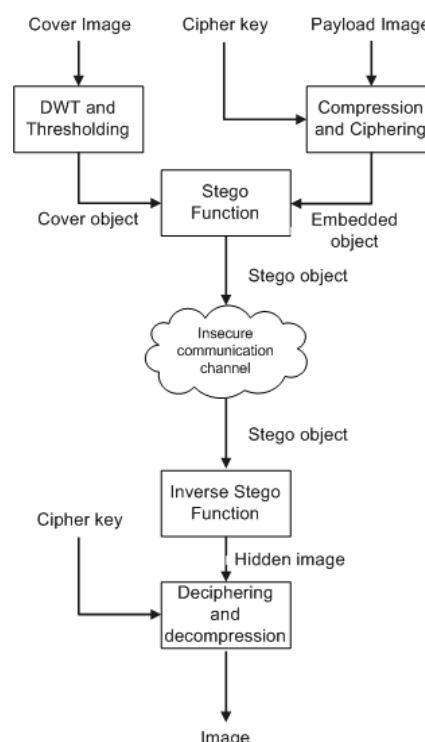 Cover Image
Cipher key
Payload Image
DWT and
Thresholding
Compression
and Ciphering
Stego
Function
Cover object
Embedded
object
Stego object
Insecure
communication
channel
Stego object
Inverse Stego
Function
Cipher key
Hidden image
Deciphering
and
decompression
Image